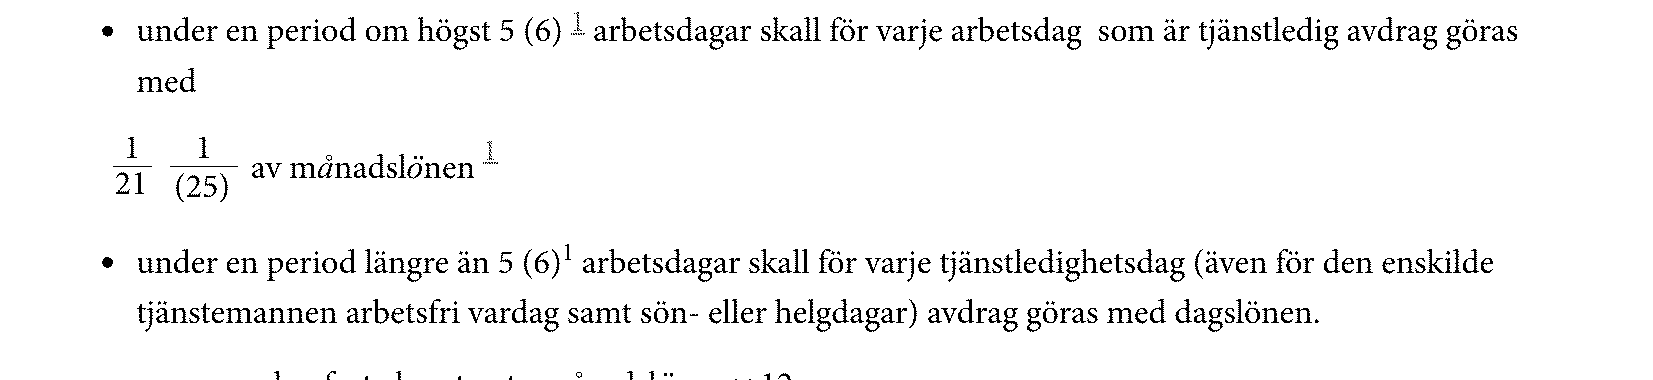 • under en period om högst 5 (6) 1 arbetsdagar skall för varje arbetsdag som är tjänstledig avdrag göras
med
1/21 1/(25) av månadslönen 1
• under en period längre än 5 (6)1 arbetsdagar skall för varje tjänstledighetsdag (även för den enskilde
tjänstemannen arbetsfri vardag samt sön- eller helgdagar) avdrag göras med dagslönen.